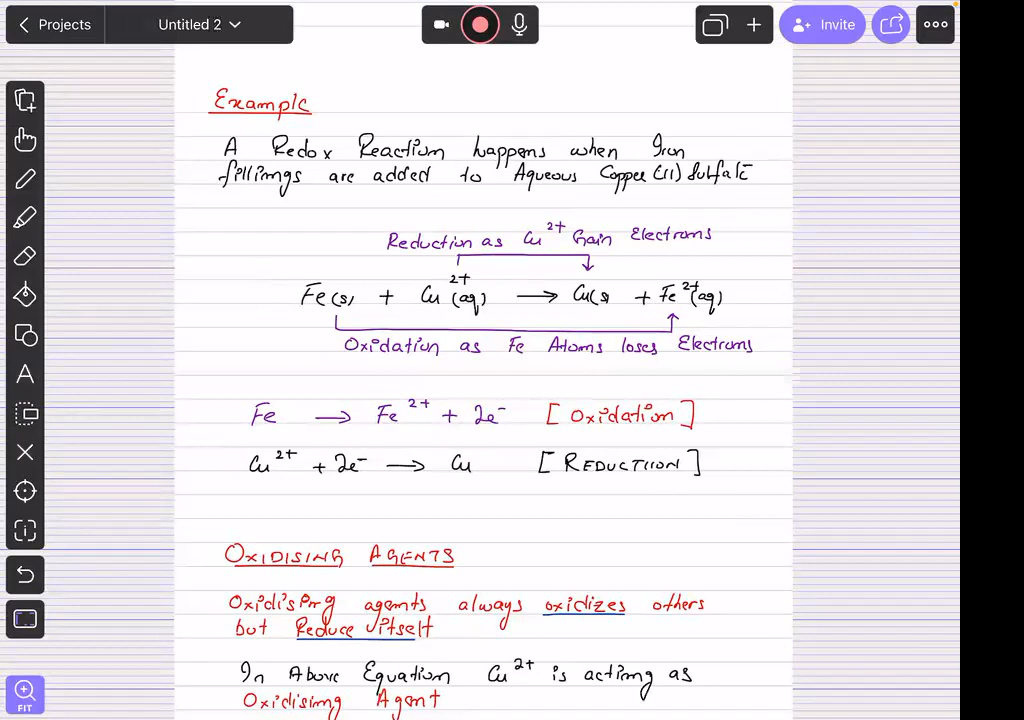 Projects
Untitled 2
Invite
Example
A Redox Reaction happens when Iron
fillings are added to Aqueous Copper (II) Sulfate
Reduction as Cu²⁺ Gain Electrons
Fe(s) + Cu²⁺(aq) → Cu(s) + Fe²⁺(aq)
Oxidation as Fe Atoms loses Electrons
Fe → Fe²⁺ + 2e⁻ [Oxidation]
Cu²⁺ + 2e⁻ → Cu [REDUCTIION]
OXIDISING AGENTS
Oxidising agents always oxidizes others
but Reduce itself
In Above Equation Cu²⁺ is acting as
Oxidising Agent
FIT